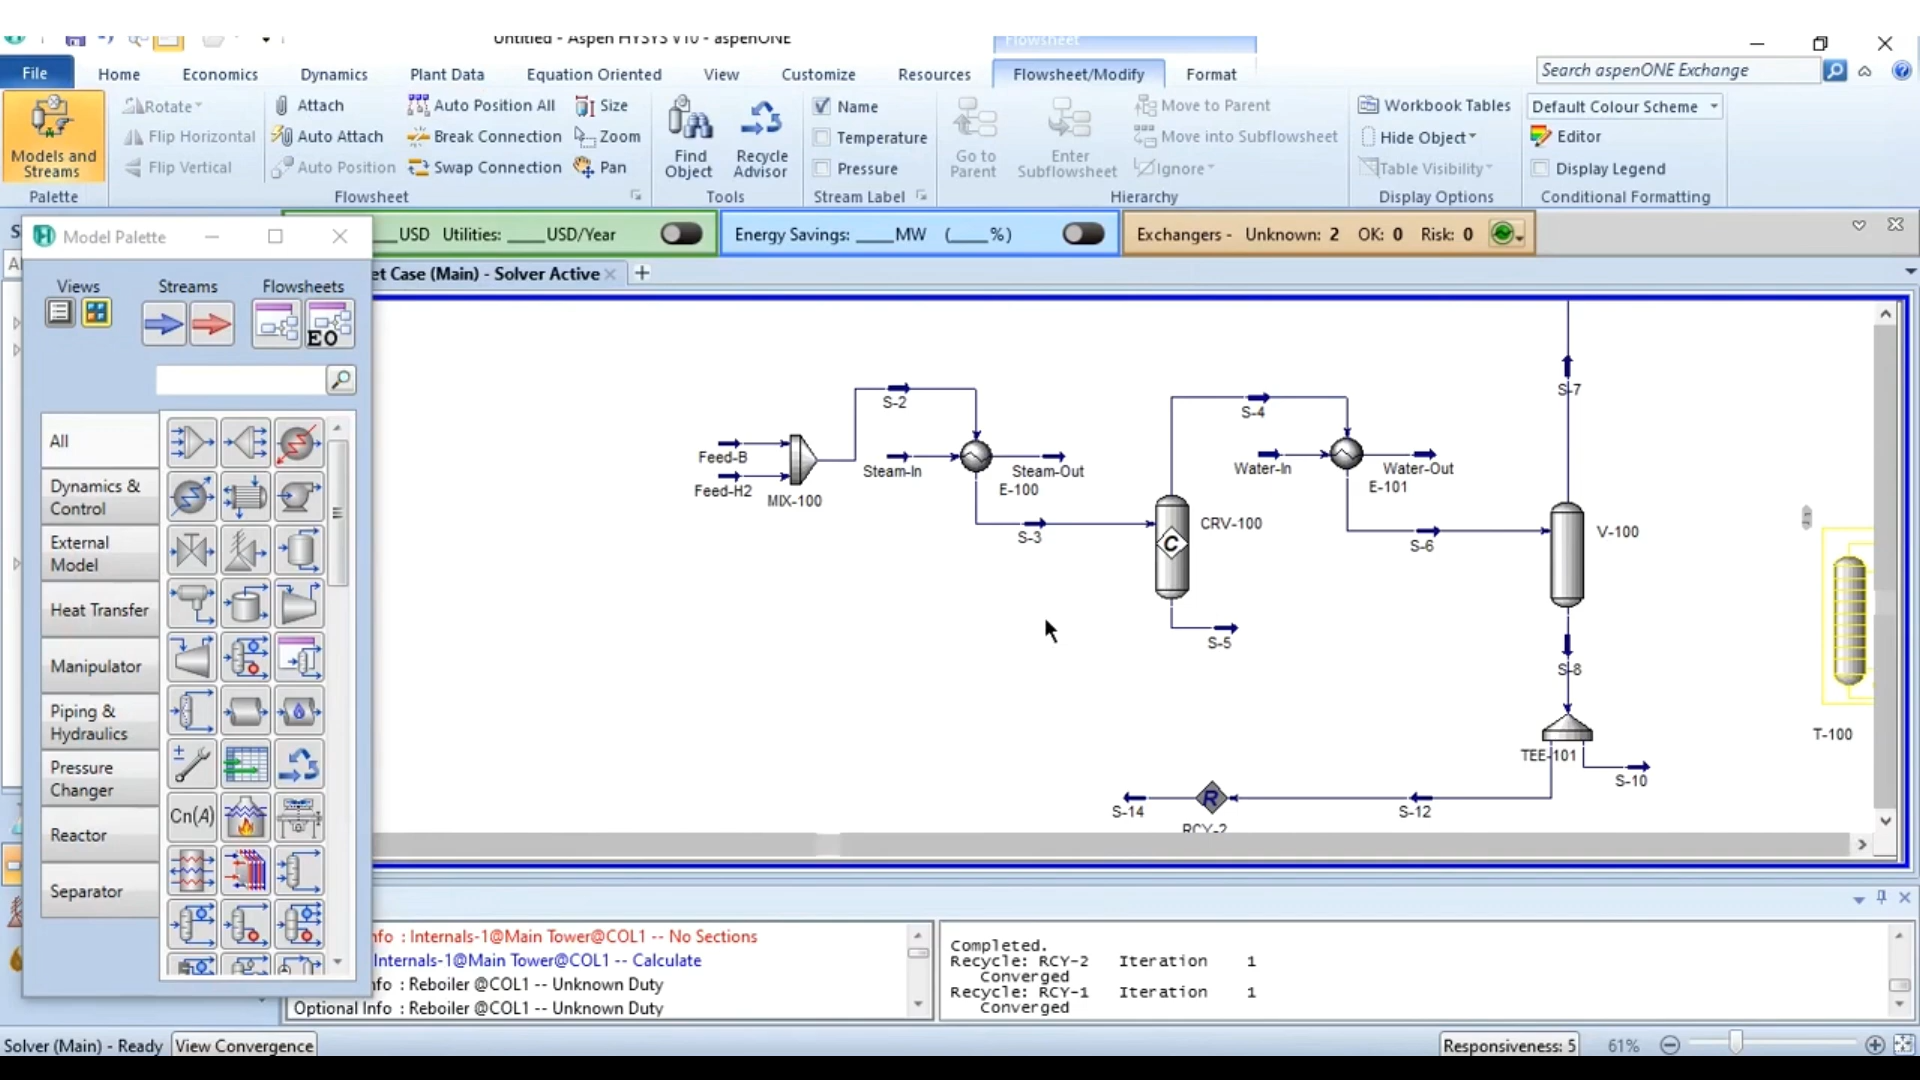 Untitled - Aspen HYSYS V10 - aspenONE
Flowsheet
File
Home
Economics
Dynamics
Plant Data
Equation Oriented
View
Customize
Resources
Flowsheet/Modify
Format
Search aspenONE Exchange
Models and
Streams
Palette
Rotate
Flip Horizontal
Flip Vertical
Attach
Auto Attach
Auto Position
Auto Position All
Break Connection
Swap Connection
Size
Zoom
Pan
Flowsheet
Find
Object
Recycle
Advisor
Tools
Name
Temperature
Pressure
Stream Label
Go to
Parent
Enter
Subflowsheet
Move to Parent
Move into Subflowsheet
Ignore
Hierarchy
Workbook Tables
Hide Object
Table Visibility
Display Options
Default Colour Scheme
Editor
Display Legend
Conditional Formatting
____USD Utilities: ____USD/Year
Energy Savings: ____MW (____%)
Exchangers - Unknown: 2 OK: 0 Risk: 0
et Case (Main) - Solver Active
Model Palette
Views
Streams
Flowsheets
EO
All
Dynamics &
Control
External
Model
Heat Transfer
Manipulator
Piping &
Hydraulics
Pressure
Changer
Reactor
Separator
Cn(A)
S-2
Feed-B
Feed-H2
MIX-100
Steam-In
Steam-Out
E-100
S-3
S-4
Water-In
Water-Out
E-101
C
CRV-100
S-5
S-6
S-7
V-100
S-8
TEE-101
S-10
S-12
R
S-14
RCY-2
T-100
nfo : Internals-1@Main Tower@COL1 -- No Sections
Internals-1@Main Tower@COL1 -- Calculate
nfo : Reboiler @COL1 -- Unknown Duty
Optional Info : Reboiler @COL1 -- Unknown Duty
Completed.
Recycle: RCY-2 Iteration 1
Converged
Recycle: RCY-1 Iteration 1
Converged
Solver (Main) - Ready
View Convergence
Responsiveness: 5
61%